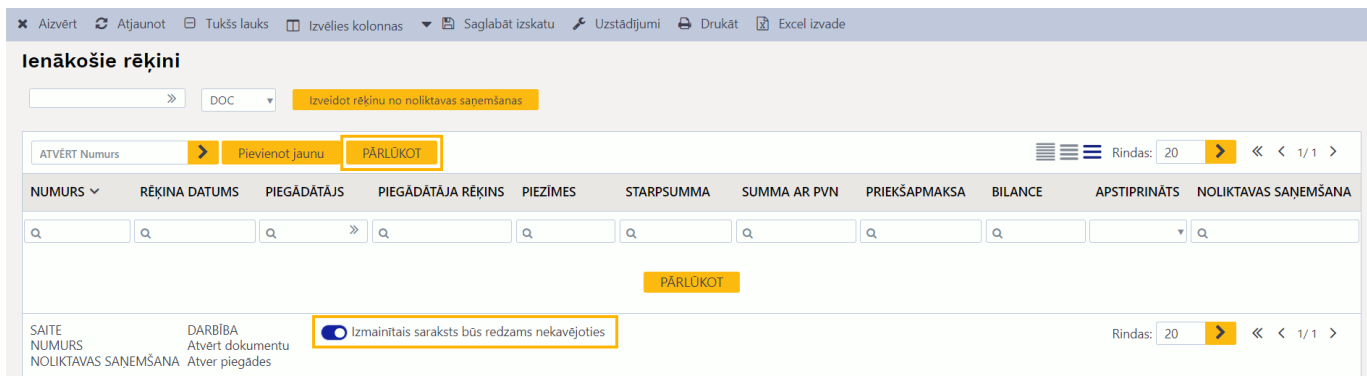 Aizvērt Atjaunot Tukšs lauks Izvēlies kolonnas Saglabāt izskatu Uzstādījumi Drukāt Excel izvade
Ienākošie rēķini
DOC Izveidot rēķinu no noliktavas saņemšanas
ATVĒRT Numurs Pievienot jaunu PĀRLŪKOT Rindas: 20 1/ 1
NUMURS RĒĶINA DATUMS PIEGĀDĀTĀJS PIEGĀDĀTĀJA RĒĶINS PIEZĪMES STARPSUMMA SUMMA AR PVN PRIEKŠAPMAKSA BILANCE APSTIPRINĀTS NOLIKTAVAS SAŅEMŠANA
PĀRLŪKOT
SAITE DARBĪBA Izmainītais saraksts būs redzams nekavējoties Rindas: 20 1/ 1
NUMURS Atvērt dokumentu
NOLIKTAVAS SAŅEMŠANA Atver piegādes